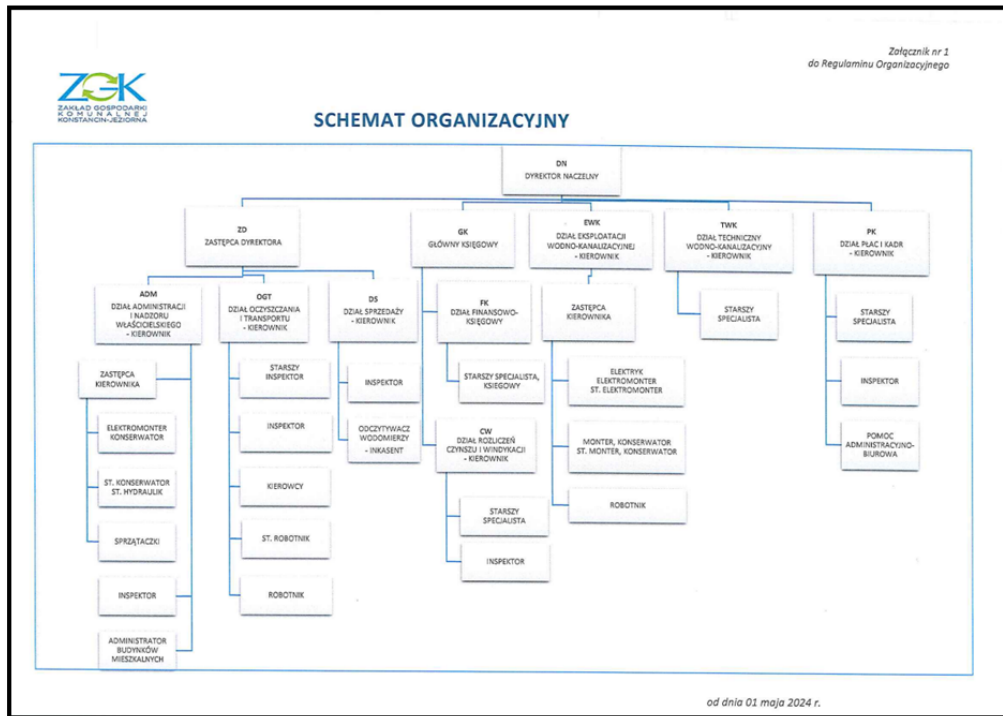 Załącznik nr 1
do Regulaminu Organizacyjnego
ZGK
ZAKŁAD GOSPODARKI
KOMUNALNEJ
KONSTANCIN-JEZIORNA
SCHEMAT ORGANIZACYJNY
DN
DYREKTOR NACZELNY
ZD
ZASTĘPCA DYREKTORA
GK
GŁÓWNY KSIĘGOWY
EWK
DZIAŁ EKSPLOATACJI
WODNO-KANALIZACYJNEJ
- KIEROWNIK
TWK
DZIAŁ TECHNICZNY
WODNO-KANALIZACYJNY
- KIEROWNIK
PK
DZIAŁ PŁAC I KADR
- KIEROWNIK
ADM
DZIAŁ ADMINISTRACJI
I NADZORU
WŁAŚCICIELSKIEGO
- KIEROWNIK
OGT
DZIAŁ OCZYSZCZANIA
I TRANSPORTU
- KIEROWNIK
DS
DZIAŁ SPRZEDAŻY
- KIEROWNIK
FK
DZIAŁ FINANSOWO-
KSIĘGOWY
ZASTĘPCA
KIEROWNIKA
STARSZY
SPECJALISTA
STARSZY
SPECJALISTA
ZASTĘPCA
KIEROWNIKA
STARSZY
INSPEKTOR
INSPEKTOR
STARSZY SPECJALISTA,
KSIEGOWY
ELEKTRYK
ELEKTROMONTER
ST. ELEKTROMONTER
INSPEKTOR
ELEKTROMONTER
KONSERWATOR
INSPEKTOR
ODCZYTYWACZ
WODOMIERZY
- INKASENT
CW
DZIAŁ ROZLICZEŃ
CZYNSZU I WINDYKACJI
- KIEROWNIK
MONTER, KONSERWATOR
ST. MONTER, KONSERWATOR
POMOC
ADMINISTRACYJNO-
BIUROWA
ST. KONSERWATOR
ST. HYDRAULIK
KIEROWCY
STARSZY
SPECJALISTA
ROBOTNIK
SPRZĄTACZKI
ST. ROBOTNIK
INSPEKTOR
INSPEKTOR
ROBOTNIK
ADMINISTRATOR
BUDYNKÓW
MIESZKALNYCH
od dnia 01 maja 2024 r.